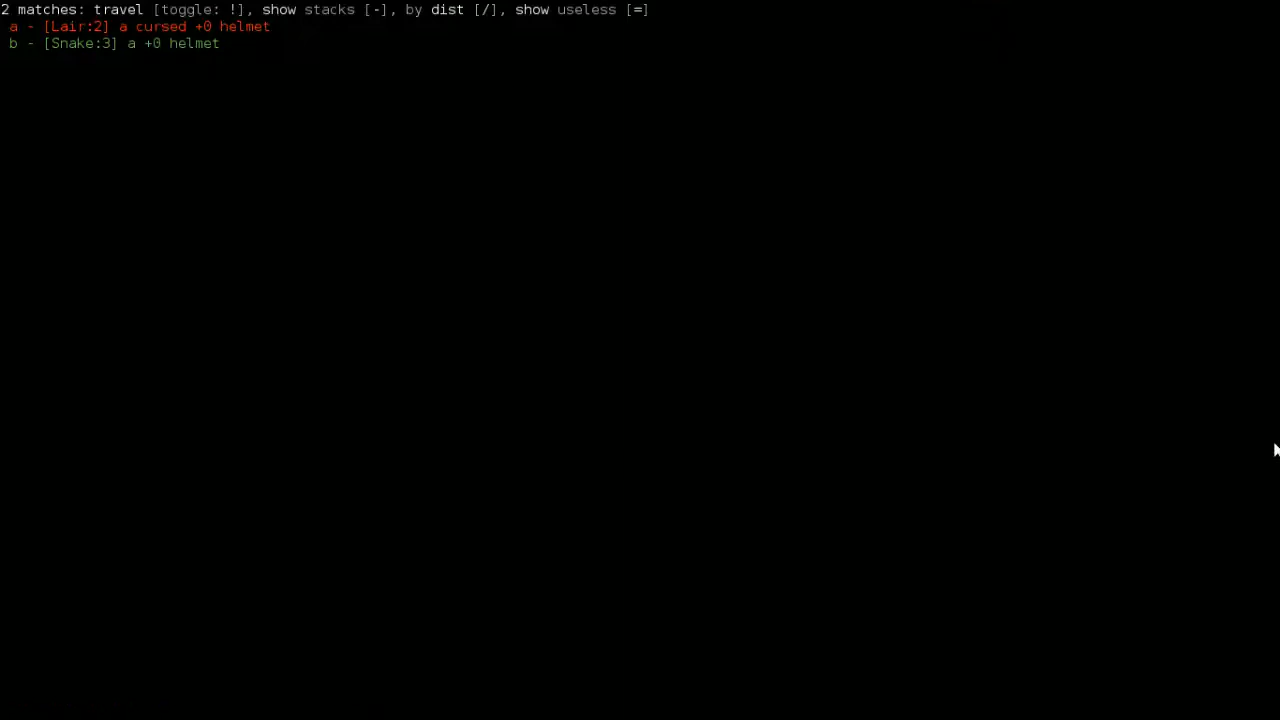 2 matches: travel [toggle: !], show stacks [-], by dist [/], show useless [=]
a - [Lair:2] a cursed +0 helmet
b - [Snake:3] a +0 helmet